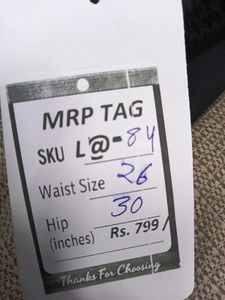 MRP TAG
SKU L@-84
Waist Size 26
Hip 30
(inches) Rs. 799/
Thanks For Choosing